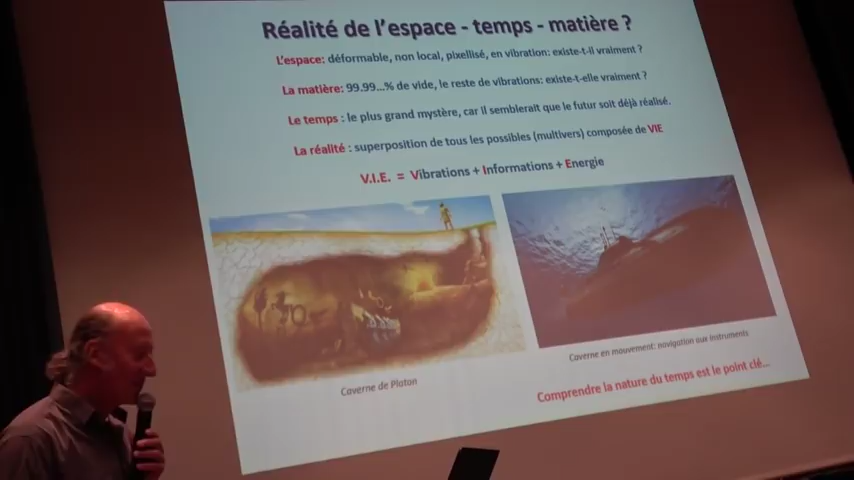 Réalité de l'espace - temps - matière ?
L'espace: déformable, non local, pixellisé, en vibration: existe-t-il vraiment ?
La matière: 99.99...% de vide, le reste de vibrations: existe-t-elle vraiment ?
Le temps : le plus grand mystère, car il semblerait que le futur soit déjà réalisé.
La réalité : superposition de tous les possibles (multivers) composée de VIE
V.I.E. = Vibrations + Informations + Energie
Caverne de Platon
Caverne en mouvement: navigation aux instruments
Comprendre la nature du temps est le point clé...